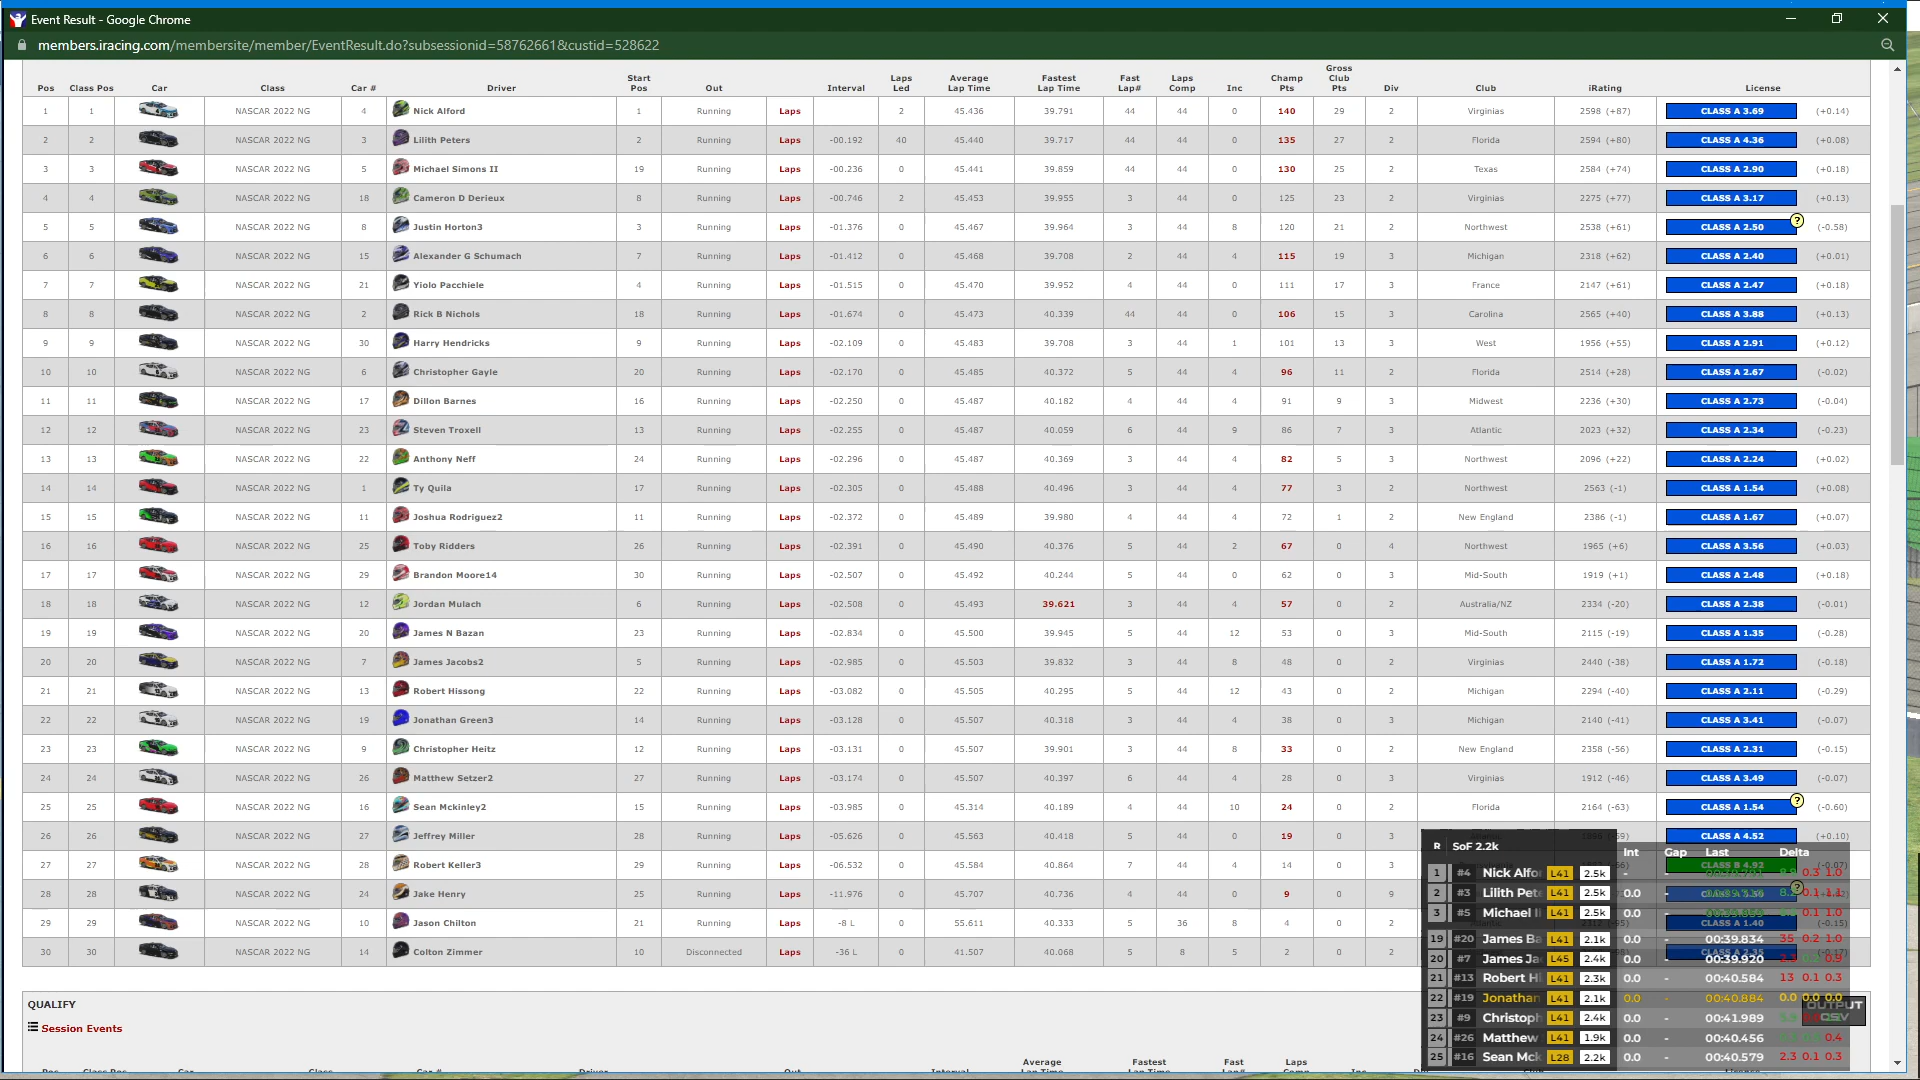 Event Result - Google Chrome
members.iracing.com/membersite/member/EventResult.do?subsessionid=58762661&custid=528622
Pos Class Pos Car Class Car # Driver Start Pos Out Interval Laps Led Average Lap Time Fastest Lap Time Fast Lap# Laps Comp Inc Champ Pts Gross Club Pts Div Club iRating License
1 1 NASCAR 2022 NG 4 Nick Alford 1 Running Laps 2 45.436 39.791 44 44 0 140 29 2 Virginias 2598 (+87) CLASS A 3.69 (+0.14)
2 2 NASCAR 2022 NG 3 Lilith Peters 2 Running Laps -00.192 40 45.440 39.717 44 44 0 135 27 2 Florida 2594 (+80) CLASS A 4.36 (+0.08)
3 3 NASCAR 2022 NG 5 Michael Simons II 19 Running Laps -00.236 0 45.441 39.859 44 44 0 130 25 2 Texas 2584 (+74) CLASS A 2.90 (+0.18)
4 4 NASCAR 2022 NG 18 Cameron D Derieux 8 Running Laps -00.746 2 45.453 39.955 3 44 0 125 23 2 Virginias 2275 (+77) CLASS A 3.17 (+0.13)
5 5 NASCAR 2022 NG 8 Justin Horton3 3 Running Laps -01.376 0 45.467 39.964 3 44 8 120 21 2 Northwest 2538 (+61) CLASS A 2.50 ? (-0.58)
6 6 NASCAR 2022 NG 15 Alexander G Schumach 7 Running Laps -01.412 0 45.468 39.708 2 44 4 115 19 3 Michigan 2318 (+62) CLASS A 2.40 (+0.01)
7 7 NASCAR 2022 NG 21 Yiolo Pacchiele 4 Running Laps -01.515 0 45.470 39.952 4 44 0 111 17 3 France 2147 (+61) CLASS A 2.47 (+0.18)
8 8 NASCAR 2022 NG 2 Rick B Nichols 18 Running Laps -01.674 0 45.473 40.339 44 44 0 106 15 3 Carolina 2565 (+40) CLASS A 3.88 (+0.13)
9 9 NASCAR 2022 NG 30 Harry Hendricks 9 Running Laps -02.109 0 45.483 39.708 3 44 1 101 13 3 West 1956 (+55) CLASS A 2.91 (+0.12)
10 10 NASCAR 2022 NG 6 Christopher Gayle 20 Running Laps -02.170 0 45.485 40.372 5 44 4 96 11 2 Florida 2514 (+28) CLASS A 2.67 (-0.02)
11 11 NASCAR 2022 NG 17 Dillon Barnes 16 Running Laps -02.250 0 45.487 40.182 4 44 4 91 9 3 Midwest 2236 (+30) CLASS A 2.73 (-0.04)
12 12 NASCAR 2022 NG 23 Steven Troxell 13 Running Laps -02.255 0 45.487 40.059 6 44 9 86 7 3 Atlantic 2023 (+32) CLASS A 2.34 (-0.23)
13 13 NASCAR 2022 NG 22 Anthony Neff 24 Running Laps -02.296 0 45.487 40.369 3 44 4 82 5 3 Northwest 2096 (+22) CLASS A 2.24 (+0.02)
14 14 NASCAR 2022 NG 1 Ty Quila 17 Running Laps -02.305 0 45.488 40.496 3 44 4 77 3 2 Northwest 2563 (-1) CLASS A 1.54 (+0.08)
15 15 NASCAR 2022 NG 11 Joshua Rodriguez2 11 Running Laps -02.372 0 45.489 39.980 4 44 4 72 1 2 New England 2386 (-1) CLASS A 1.67 (+0.07)
16 16 NASCAR 2022 NG 25 Toby Ridders 26 Running Laps -02.391 0 45.490 40.376 5 44 2 67 0 4 Northwest 1965 (+6) CLASS A 3.56 (+0.03)
17 17 NASCAR 2022 NG 29 Brandon Moore14 30 Running Laps -02.507 0 45.492 40.244 5 44 0 62 0 3 Mid-South 1919 (+1) CLASS A 2.48 (+0.18)
18 18 NASCAR 2022 NG 12 Jordan Mulach 6 Running Laps -02.508 0 45.493 39.621 3 44 4 57 0 2 Australia/NZ 2334 (-20) CLASS A 2.38 (-0.01)
19 19 NASCAR 2022 NG 20 James N Bazan 23 Running Laps -02.834 0 45.500 39.945 5 44 12 53 0 3 Mid-South 2115 (-19) CLASS A 1.35 (-0.28)
20 20 NASCAR 2022 NG 7 James Jacobs2 5 Running Laps -02.985 0 45.503 39.832 3 44 8 48 0 2 Virginias 2440 (-38) CLASS A 1.72 (-0.18)
21 21 NASCAR 2022 NG 13 Robert Hissong 22 Running Laps -03.082 0 45.505 40.295 5 44 12 43 0 2 Michigan 2294 (-40) CLASS A 2.11 (-0.29)
22 22 NASCAR 2022 NG 19 Jonathan Green3 14 Running Laps -03.128 0 45.507 40.318 3 44 4 38 0 3 Michigan 2140 (-41) CLASS A 3.41 (-0.07)
23 23 NASCAR 2022 NG 9 Christopher Heitz 12 Running Laps -03.131 0 45.507 39.901 3 44 8 33 0 2 New England 2358 (-56) CLASS A 2.31 (-0.15)
24 24 NASCAR 2022 NG 26 Matthew Setzer2 27 Running Laps -03.174 0 45.507 40.397 6 44 4 28 0 3 Virginias 1912 (-46) CLASS A 3.49 (-0.07)
25 25 NASCAR 2022 NG 16 Sean Mckinley2 15 Running Laps -03.985 0 45.314 40.189 4 44 10 24 0 2 Florida 2164 (-63) CLASS A 1.54 ? (-0.60)
26 26 NASCAR 2022 NG 27 Jeffrey Miller 28 Running Laps -05.626 0 45.563 40.418 5 44 0 19 0 3 CLASS A 4.52 (+0.10)
27 27 NASCAR 2022 NG 28 Robert Keller3 29 Running Laps -06.532 0 45.584 40.864 7 44 4 14 0 3 CLASS B 4.92 (-0.07)
28 28 NASCAR 2022 NG 24 Jake Henry 25 Running Laps -11.976 0 45.707 40.736 4 44 0 9 0 9
29 29 NASCAR 2022 NG 10 Jason Chilton 21 Running Laps -8 L 0 55.611 40.333 5 36 8 4 0 2 CLASS A 1.40 (-0.15)
30 30 NASCAR 2022 NG 14 Colton Zimmer 10 Disconnected Laps -36 L 0 41.507 40.068 5 8 5 2 0 2
R SoF 2.2k Int Gap Last Delta
1 #4 Nick Alfo L41 2.5k - - 0.3 1.0
2 #3 Lilith Pet L41 2.5k 0.0 - 0.1 1.1
3 #5 Michael L41 2.5k 0.0 - 0.1 1.0
19 #20 James Ba L41 2.1k 0.0 - 00:39.834 35 0.2 1.0
20 #7 James Ja L45 2.4k 0.0 - 00:39.920
21 #13 Robert Hi L41 2.3k 0.0 - 00:40.584 13 0.1 0.3
22 #19 Jonathan L41 2.1k 0.0 - 00:40.884 0.0 0.0 0.0
23 #9 Christoph L41 2.4k 0.0 - 00:41.989
24 #26 Matthew L41 1.9k 0.0 - 00:40.456 0.4
25 #16 Sean Mck L28 2.2k 0.0 - 00:40.579 2.3 0.1 0.3
OUTPUT
QSV
QUALIFY
Session Events
Pos Class Pos Car Class Car # Driver Out Interval Average Lap Time Fastest Lap Time Fast Lap# Laps Comp Inc